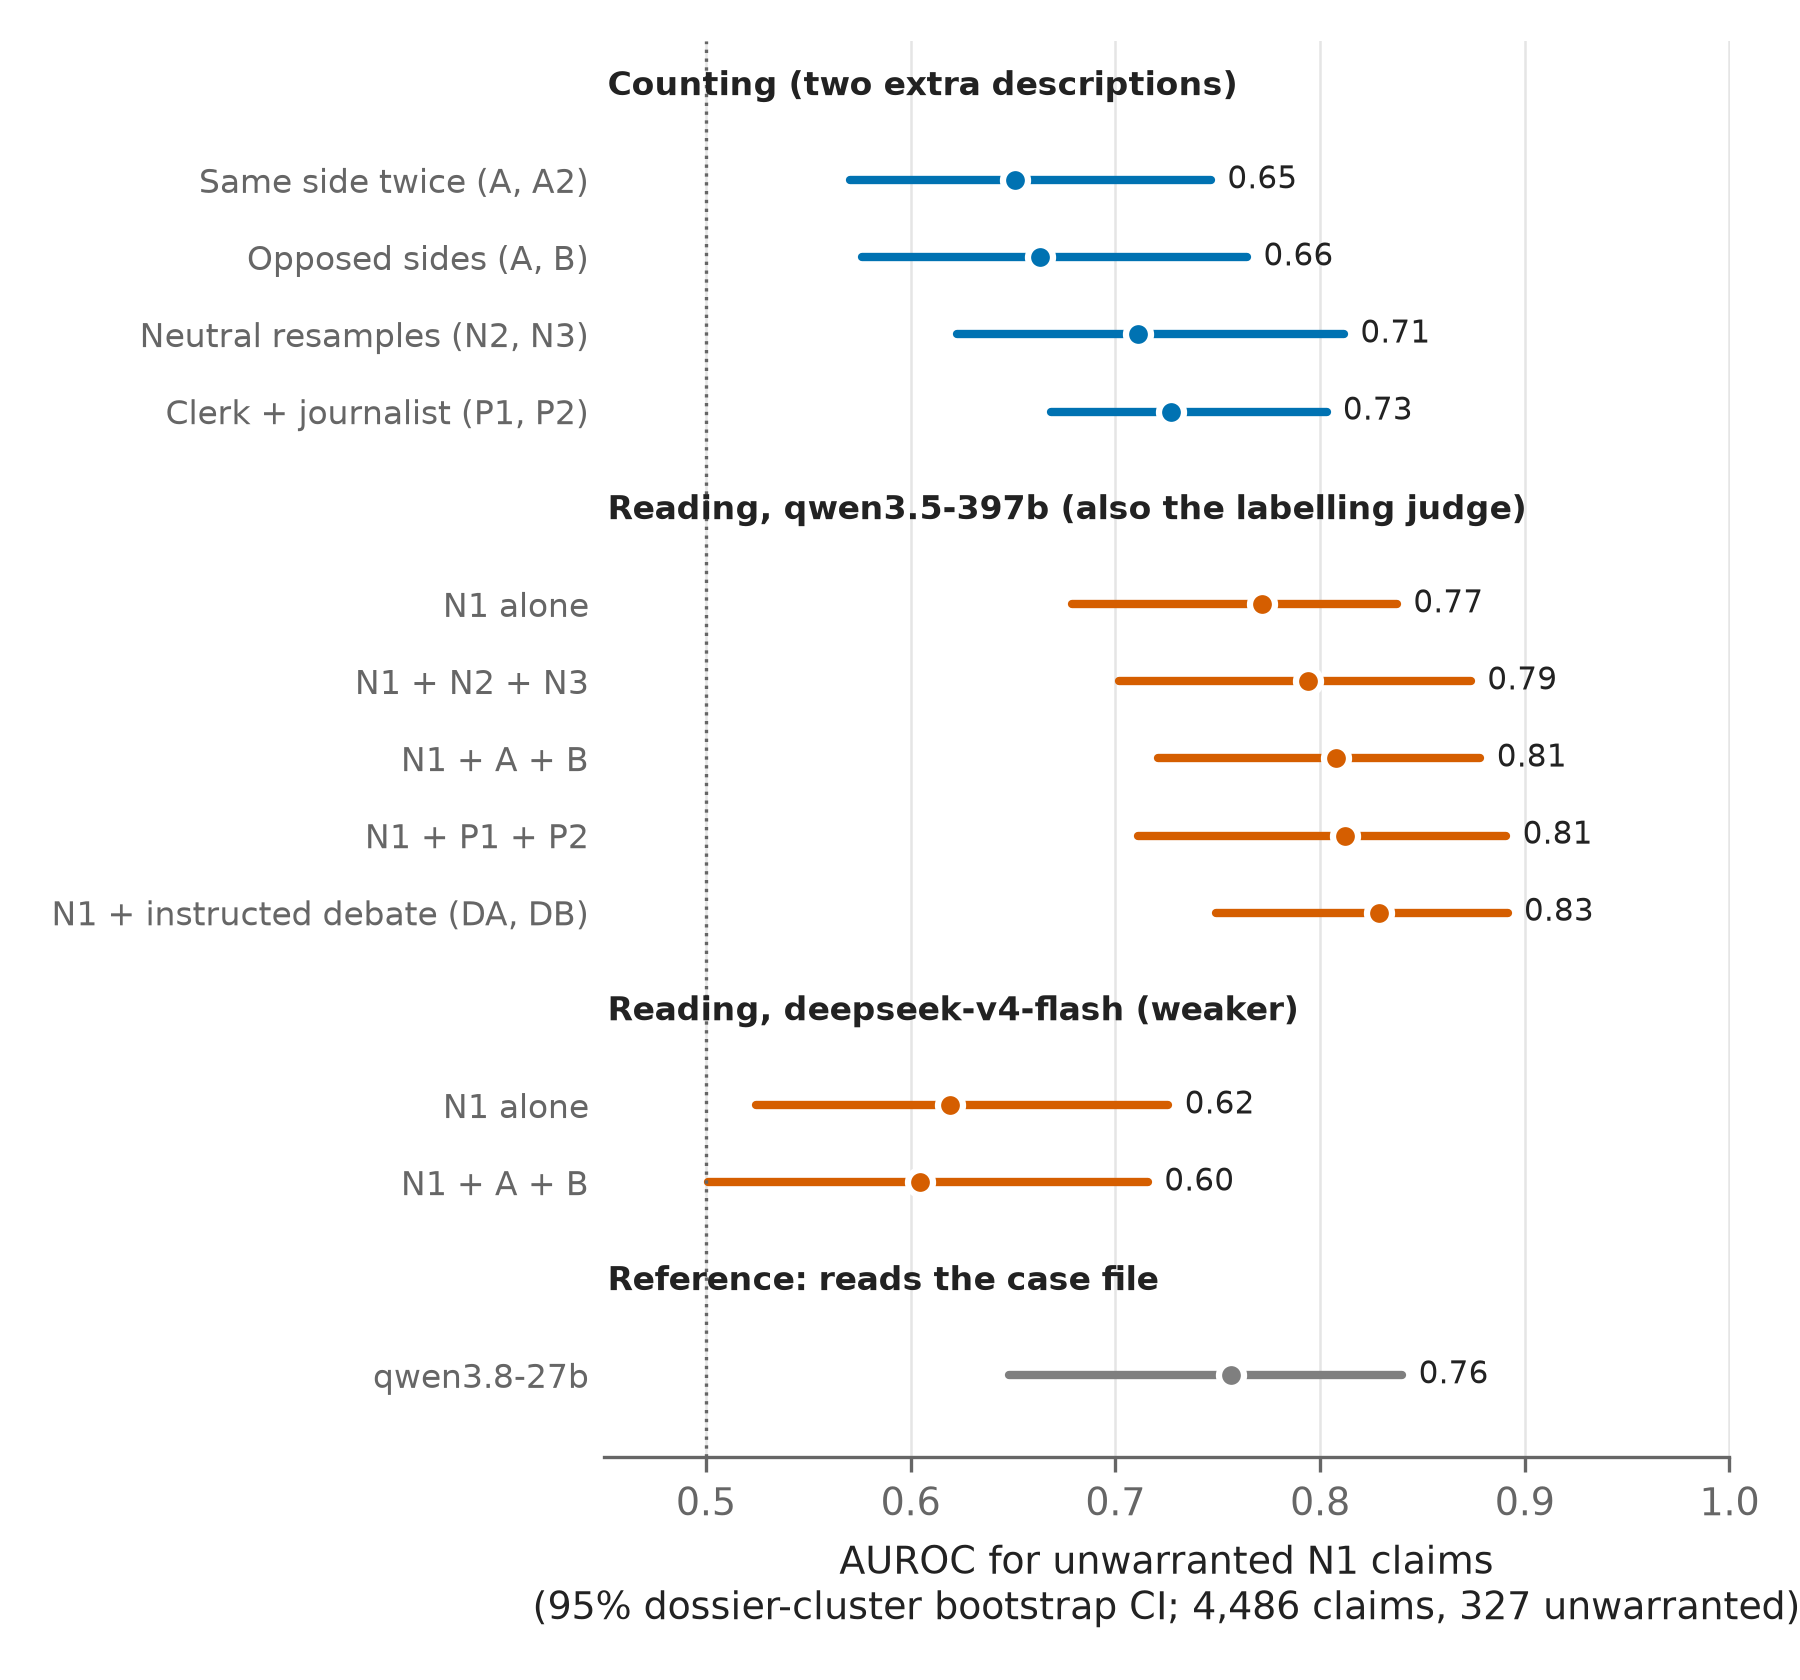 Counting (two extra descriptions)
Same side twice (A, A2) 0.65
Opposed sides (A, B) 0.66
Neutral resamples (N2, N3) 0.71
Clerk + journalist (P1, P2) 0.73
Reading, qwen3.5-397b (also the labelling judge)
N1 alone 0.77
N1 + N2 + N3 0.79
N1 + A + B 0.81
N1 + P1 + P2 0.81
N1 + instructed debate (DA, DB) 0.83
Reading, deepseek-v4-flash (weaker)
N1 alone 0.62
N1 + A + B 0.60
Reference: reads the case file
qwen3.8-27b 0.76
0.5 0.6 0.7 0.8 0.9 1.0
AUROC for unwarranted N1 claims
(95% dossier-cluster bootstrap CI; 4,486 claims, 327 unwarranted)